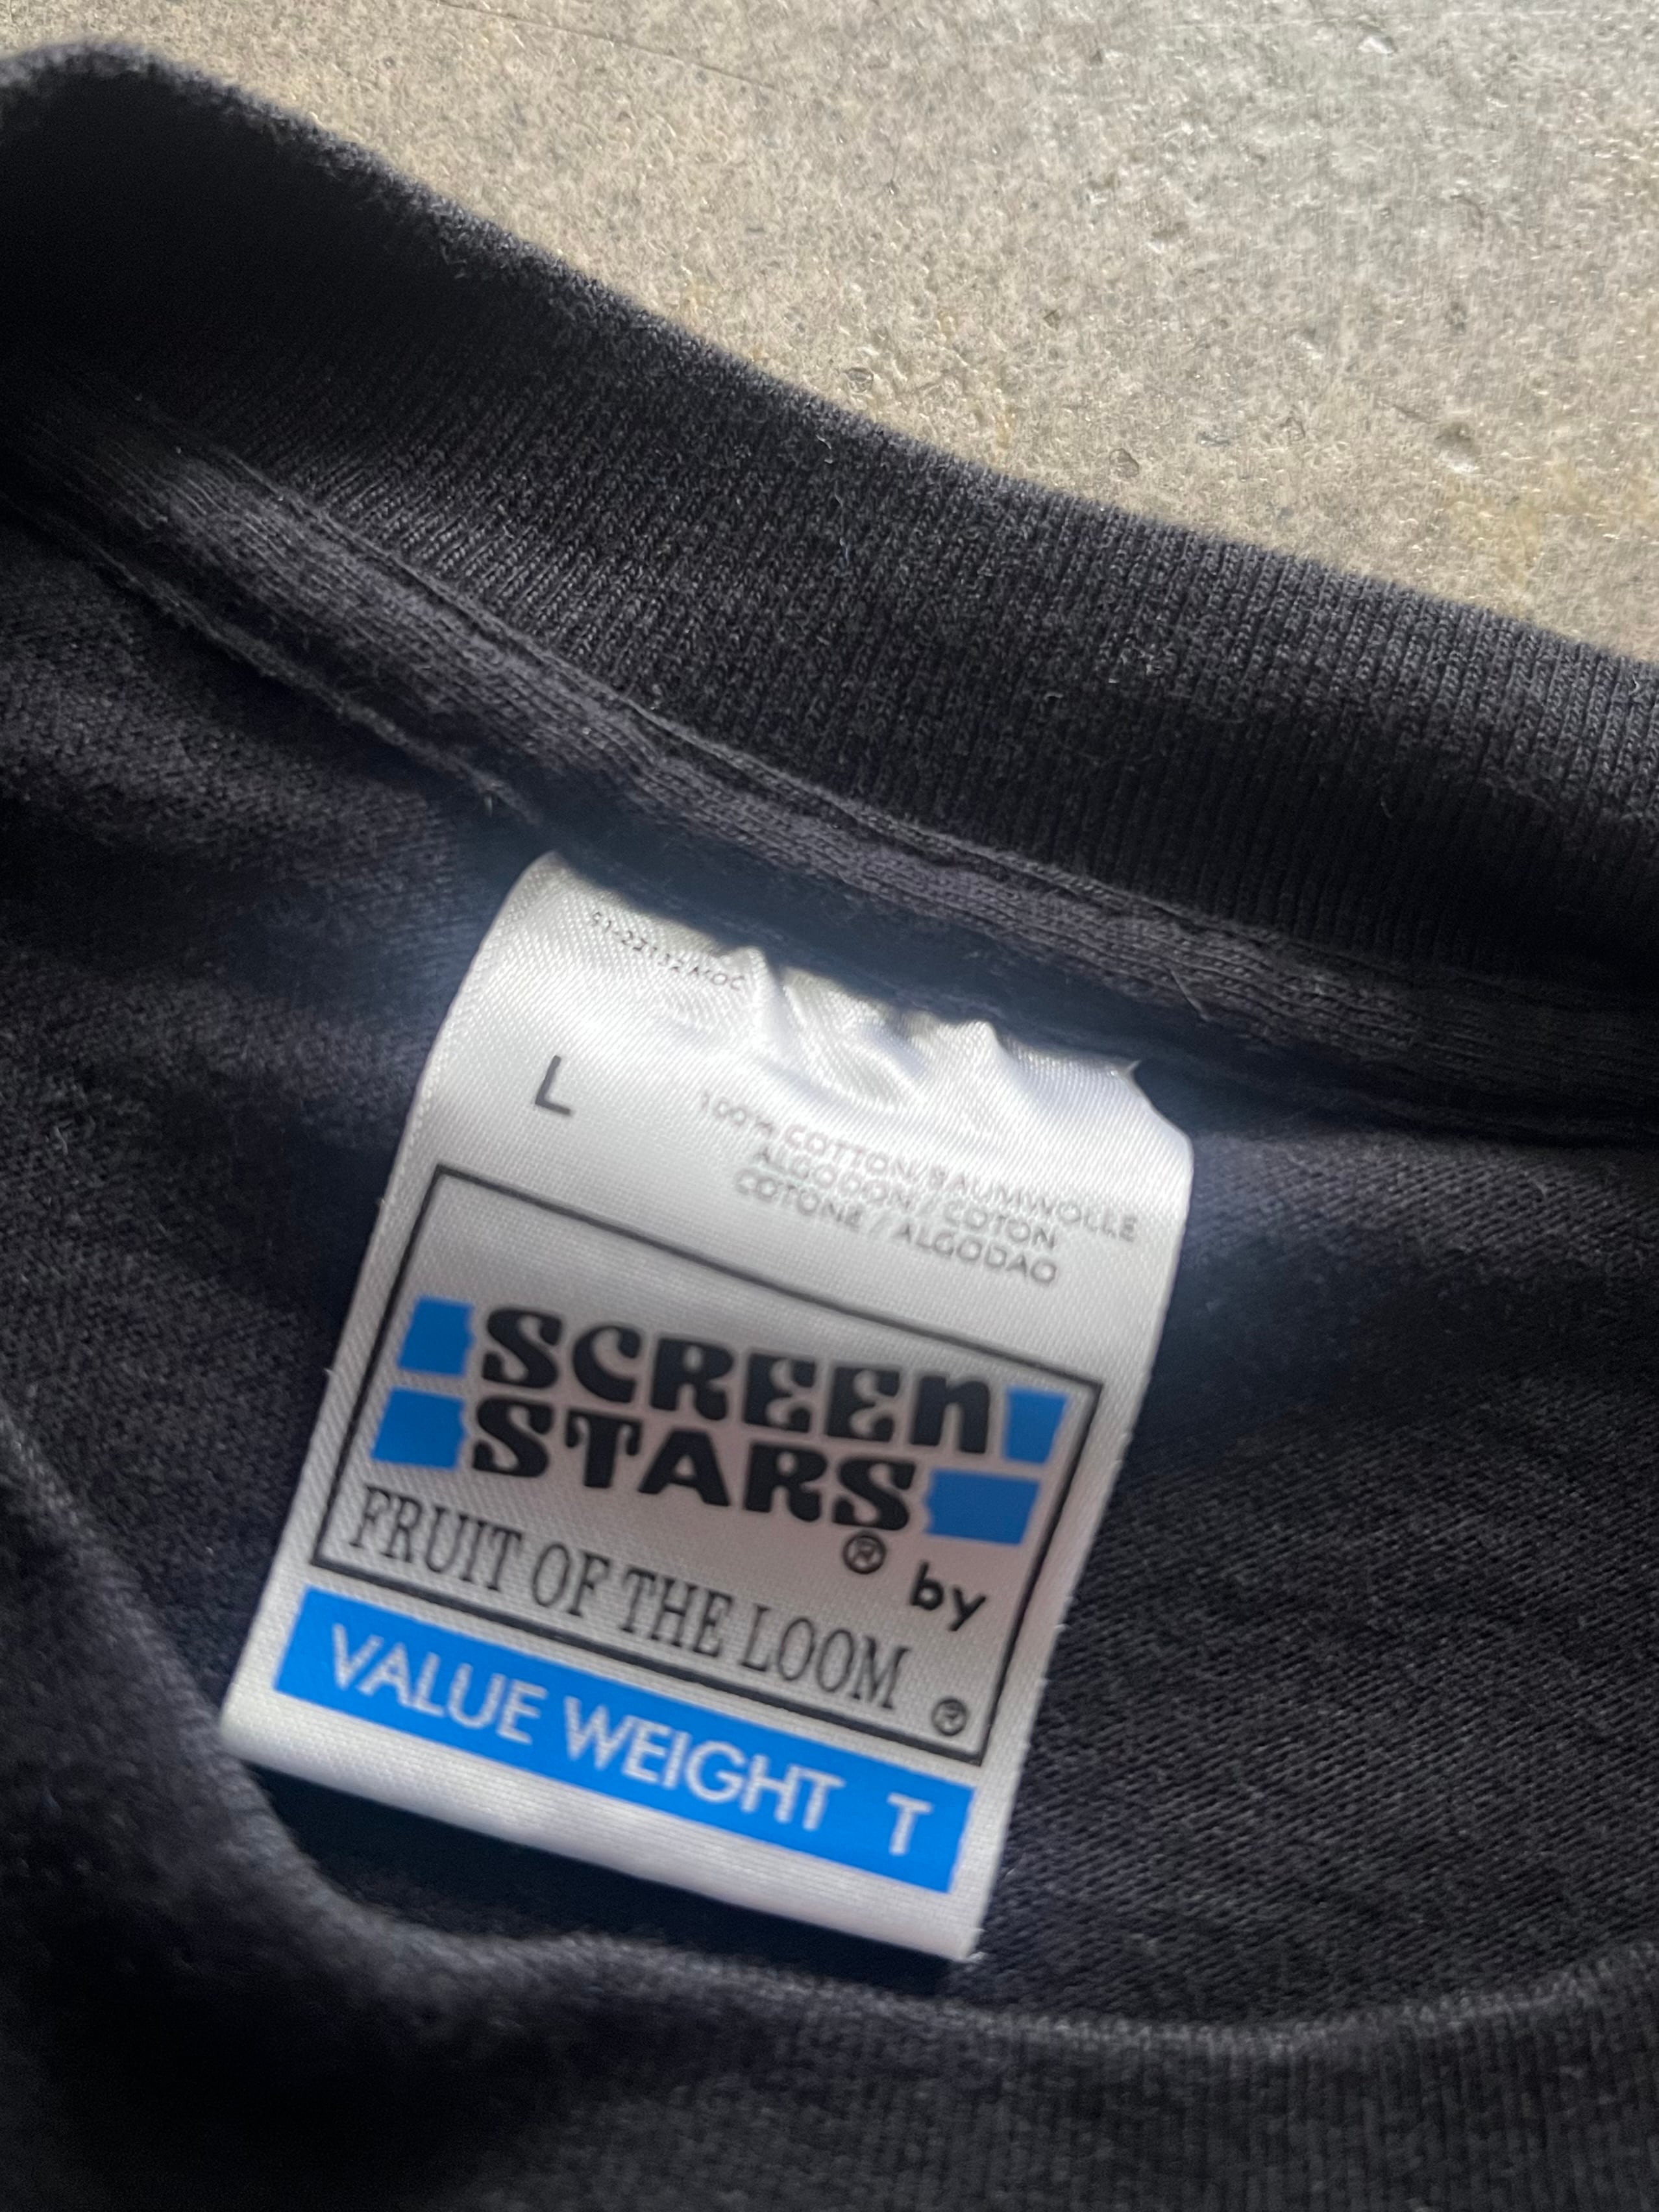 L
100% COTTON/BAUMWOLLE
ALGODON / COTON
COTONE / ALGODAO
SCREEN
STARS® by
FRUIT OF THE LOOM ®
VALUE WEIGHT T